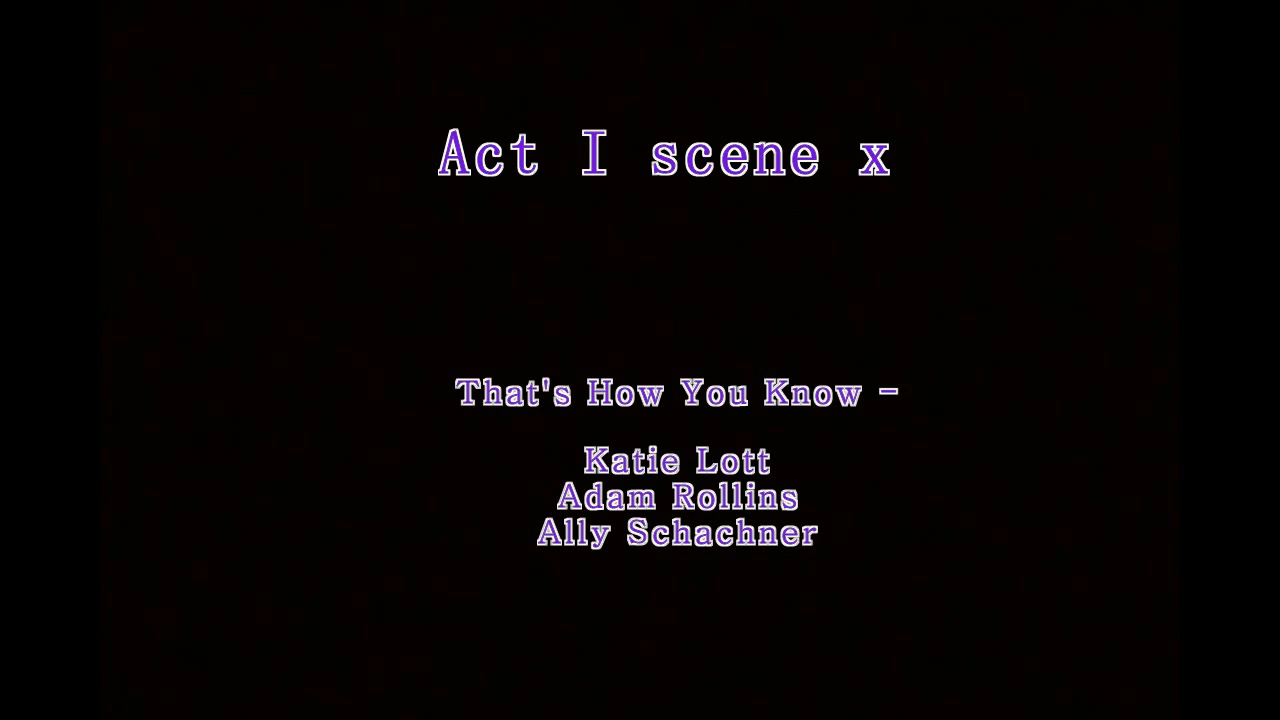 Act I scene x
That's How You Know -
Katie Lott
Adam Rollins
Ally Schachner